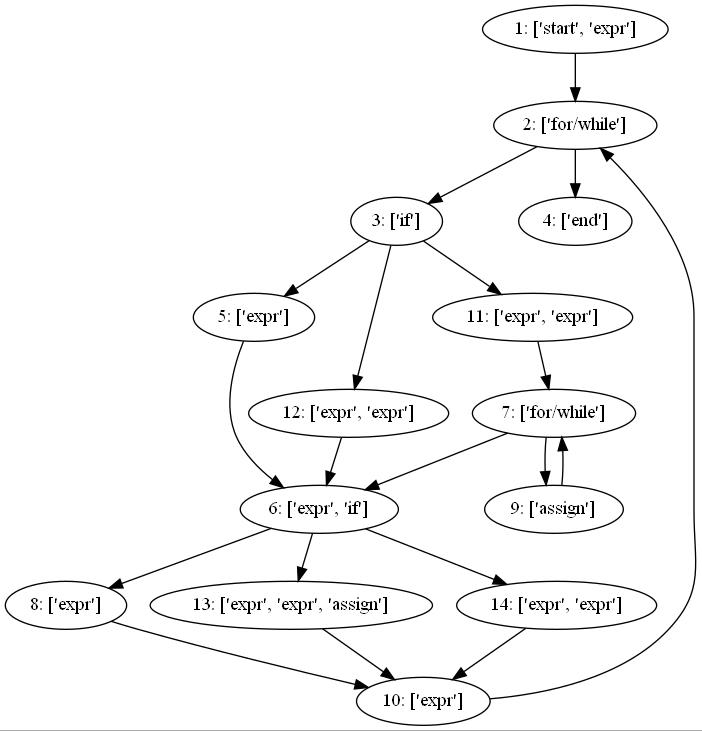 1: ['start', 'expr']
2: ['for/while']
3: ['if']
4: ['end']
5: ['expr']
11: ['expr', 'expr']
12: ['expr', 'expr']
7: ['for/while']
6: ['expr', 'if']
9: ['assign']
8: ['expr']
13: ['expr', 'expr', 'assign']
14: ['expr', 'expr']
10: ['expr']